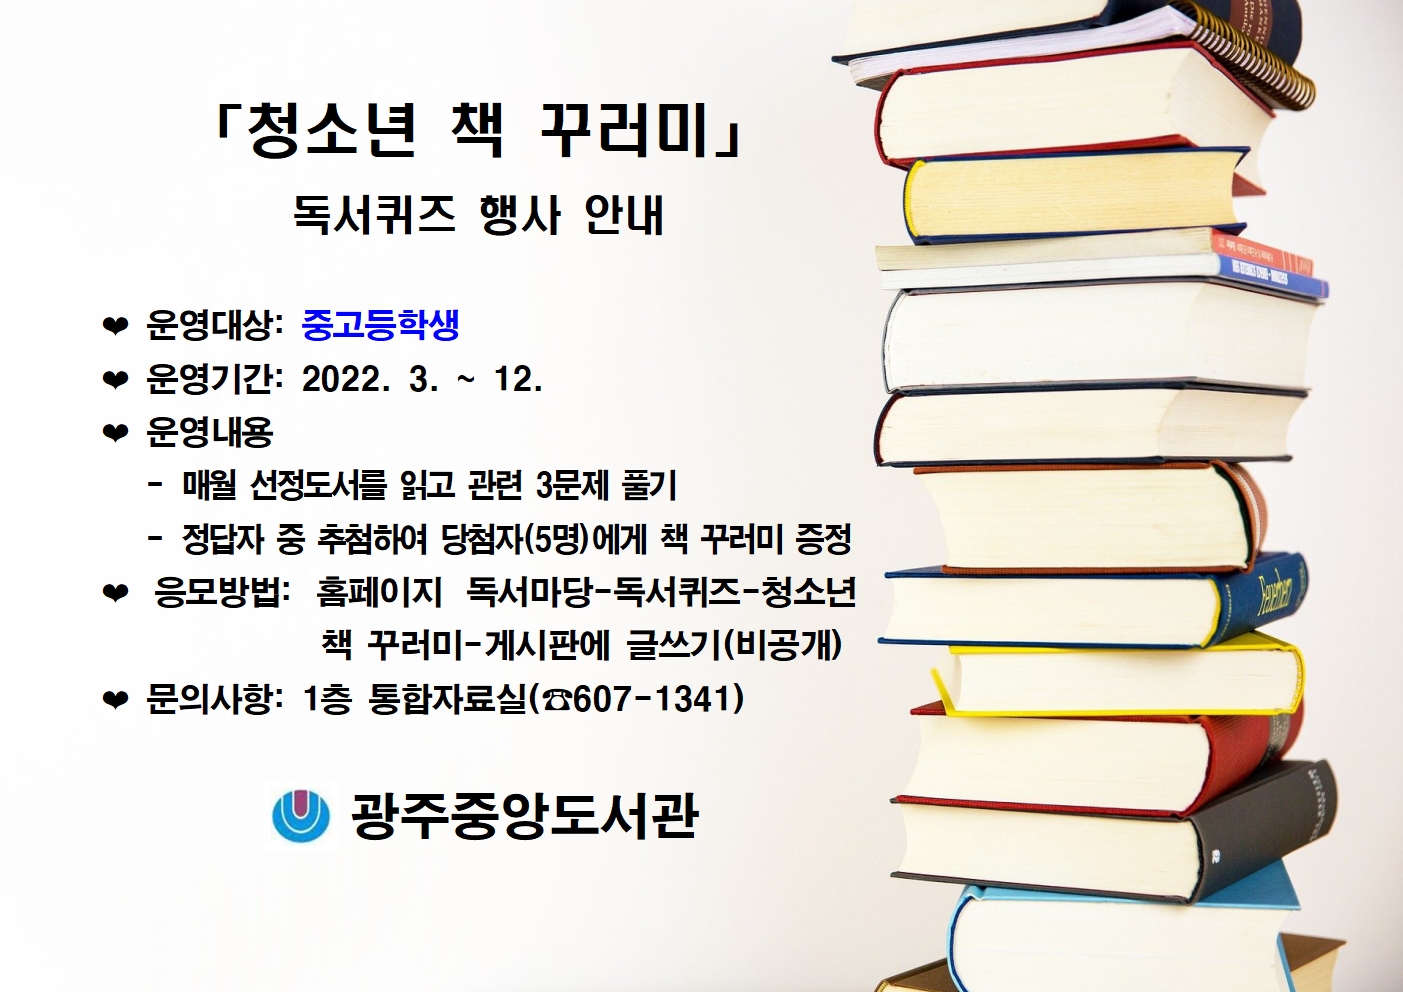 「청소년 책 꾸러미」
독서퀴즈 행사 안내
❤ 운영대상: 중고등학생
❤ 운영기간: 2022. 3. ~ 12.
❤ 운영내용
- 매월 선정도서를 읽고 관련 3문제 풀기
- 정답자 중 추첨하여 당첨자(5명)에게 책 꾸러미 증정
❤ 응모방법: 홈페이지 독서마당-독서퀴즈-청소년
책 꾸러미-게시판에 글쓰기(비공개)
❤ 문의사항: 1층 통합자료실(☎607-1341)
광주중앙도서관